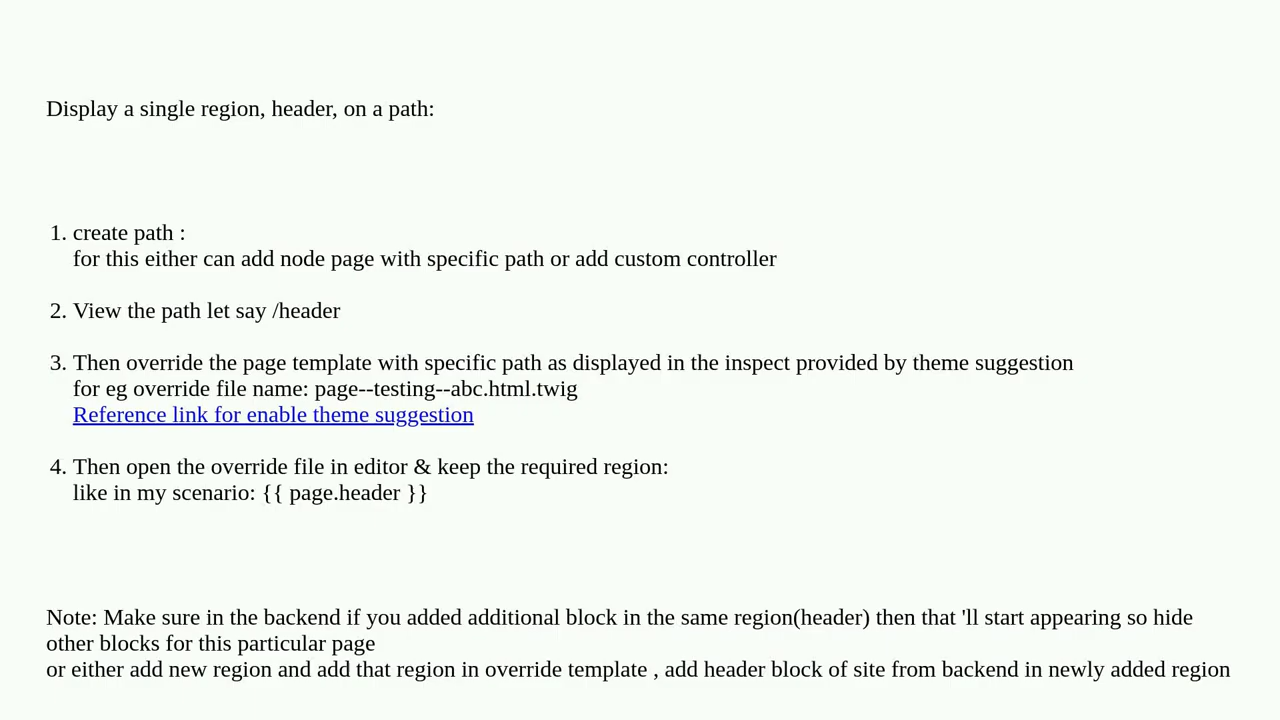 Display a single region, header, on a path:
1. create path :
for this either can add node page with specific path or add custom controller
2. View the path let say /header
3. Then override the page template with specific path as displayed in the inspect provided by theme suggestion
for eg override file name: page--testing--abc.html.twig
Reference link for enable theme suggestion
4. Then open the override file in editor & keep the required region:
like in my scenario: {{ page.header }}
Note: Make sure in the backend if you added additional block in the same region(header) then that 'll start appearing so hide
other blocks for this particular page
or either add new region and add that region in override template , add header block of site from backend in newly added region